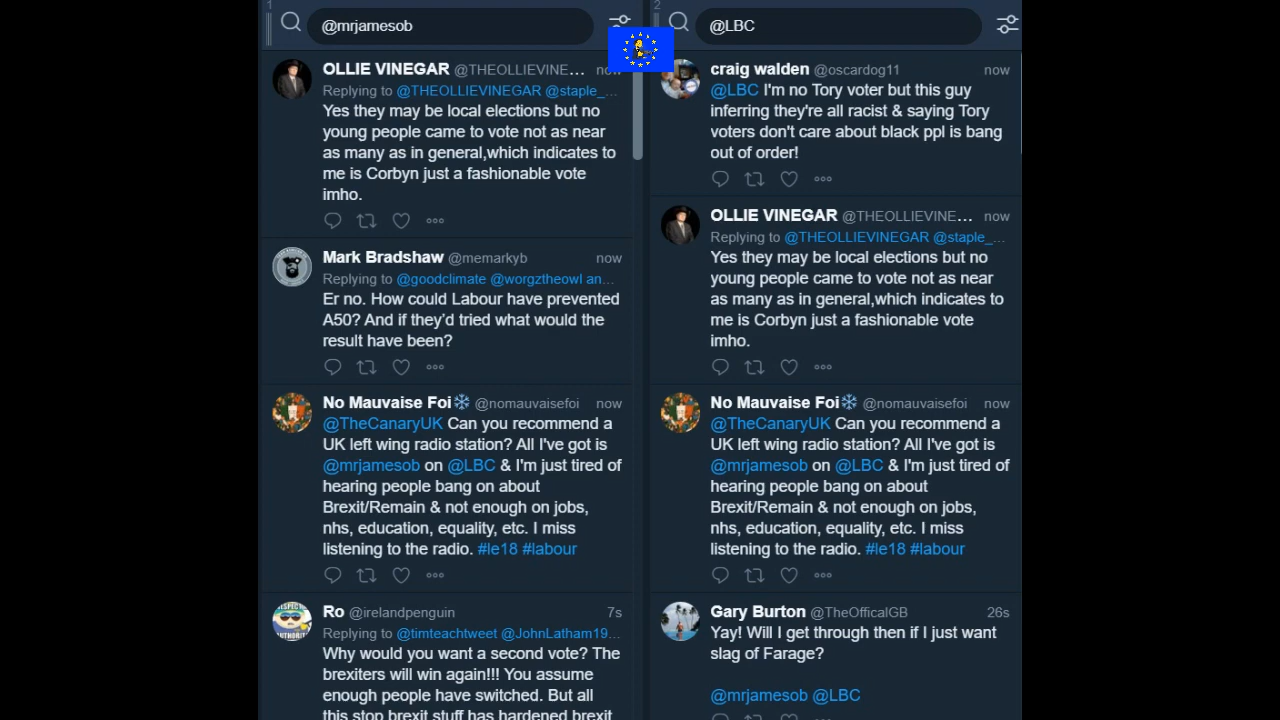 1
@mrjamesob
OLLIE VINEGAR @THEOLLIEVINE... now
Replying to @THEOLLIEVINEGAR @staple_...
Yes they may be local elections but no
young people came to vote not as near
as many as in general,which indicates to
me is Corbyn just a fashionable vote
imho.
Mark Bradshaw @memarkyb now
Replying to @goodclimate @worgztheowl an...
Er no. How could Labour have prevented
A50? And if they’d tried what would the
result have been?
No Mauvaise Foi❄ @nomauvaisefoi now
@TheCanaryUK Can you recommend a
UK left wing radio station? All I've got is
@mrjamesob on @LBC & I'm just tired of
hearing people bang on about
Brexit/Remain & not enough on jobs,
nhs, education, equality, etc. I miss
listening to the radio. #le18 #labour
Ro @irelandpenguin 7s
Replying to @timteachtweet @JohnLatham19...
Why would you want a second vote? The
brexiters will win again!!! You assume
enough people have switched. But all
this stop brexit stuff has hardened brexit
2
@LBC
craig walden @oscardog11 now
@LBC I'm no Tory voter but this guy
inferring they're all racist & saying Tory
voters don't care about black ppl is bang
out of order!
OLLIE VINEGAR @THEOLLIEVINE... now
Replying to @THEOLLIEVINEGAR @staple_...
Yes they may be local elections but no
young people came to vote not as near
as many as in general,which indicates to
me is Corbyn just a fashionable vote
imho.
No Mauvaise Foi❄ @nomauvaisefoi now
@TheCanaryUK Can you recommend a
UK left wing radio station? All I've got is
@mrjamesob on @LBC & I'm just tired of
hearing people bang on about
Brexit/Remain & not enough on jobs,
nhs, education, equality, etc. I miss
listening to the radio. #le18 #labour
Gary Burton @TheOfficalGB 26s
Yay! Will I get through then if I just want
slag of Farage?
@mrjamesob @LBC